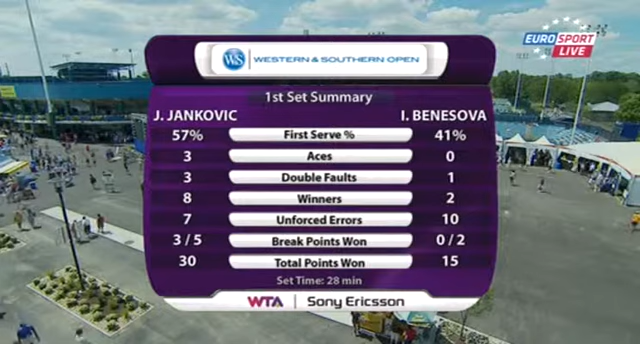 EUROSPORT
LIVE
W&S WESTERN & SOUTHERN OPEN
1st Set Summary
J. JANKOVIC I. BENESOVA
57% First Serve % 41%
3 Aces 0
3 Double Faults 1
8 Winners 2
7 Unforced Errors 10
3 / 5 Break Points Won 0 / 2
30 Total Points Won 15
Set Time: 28 min
WTA | Sony Ericsson